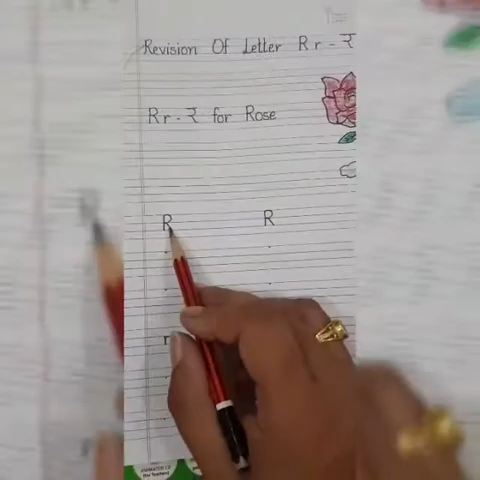 Revision Of Letter R r - र
R r - र for Rose
R R
r